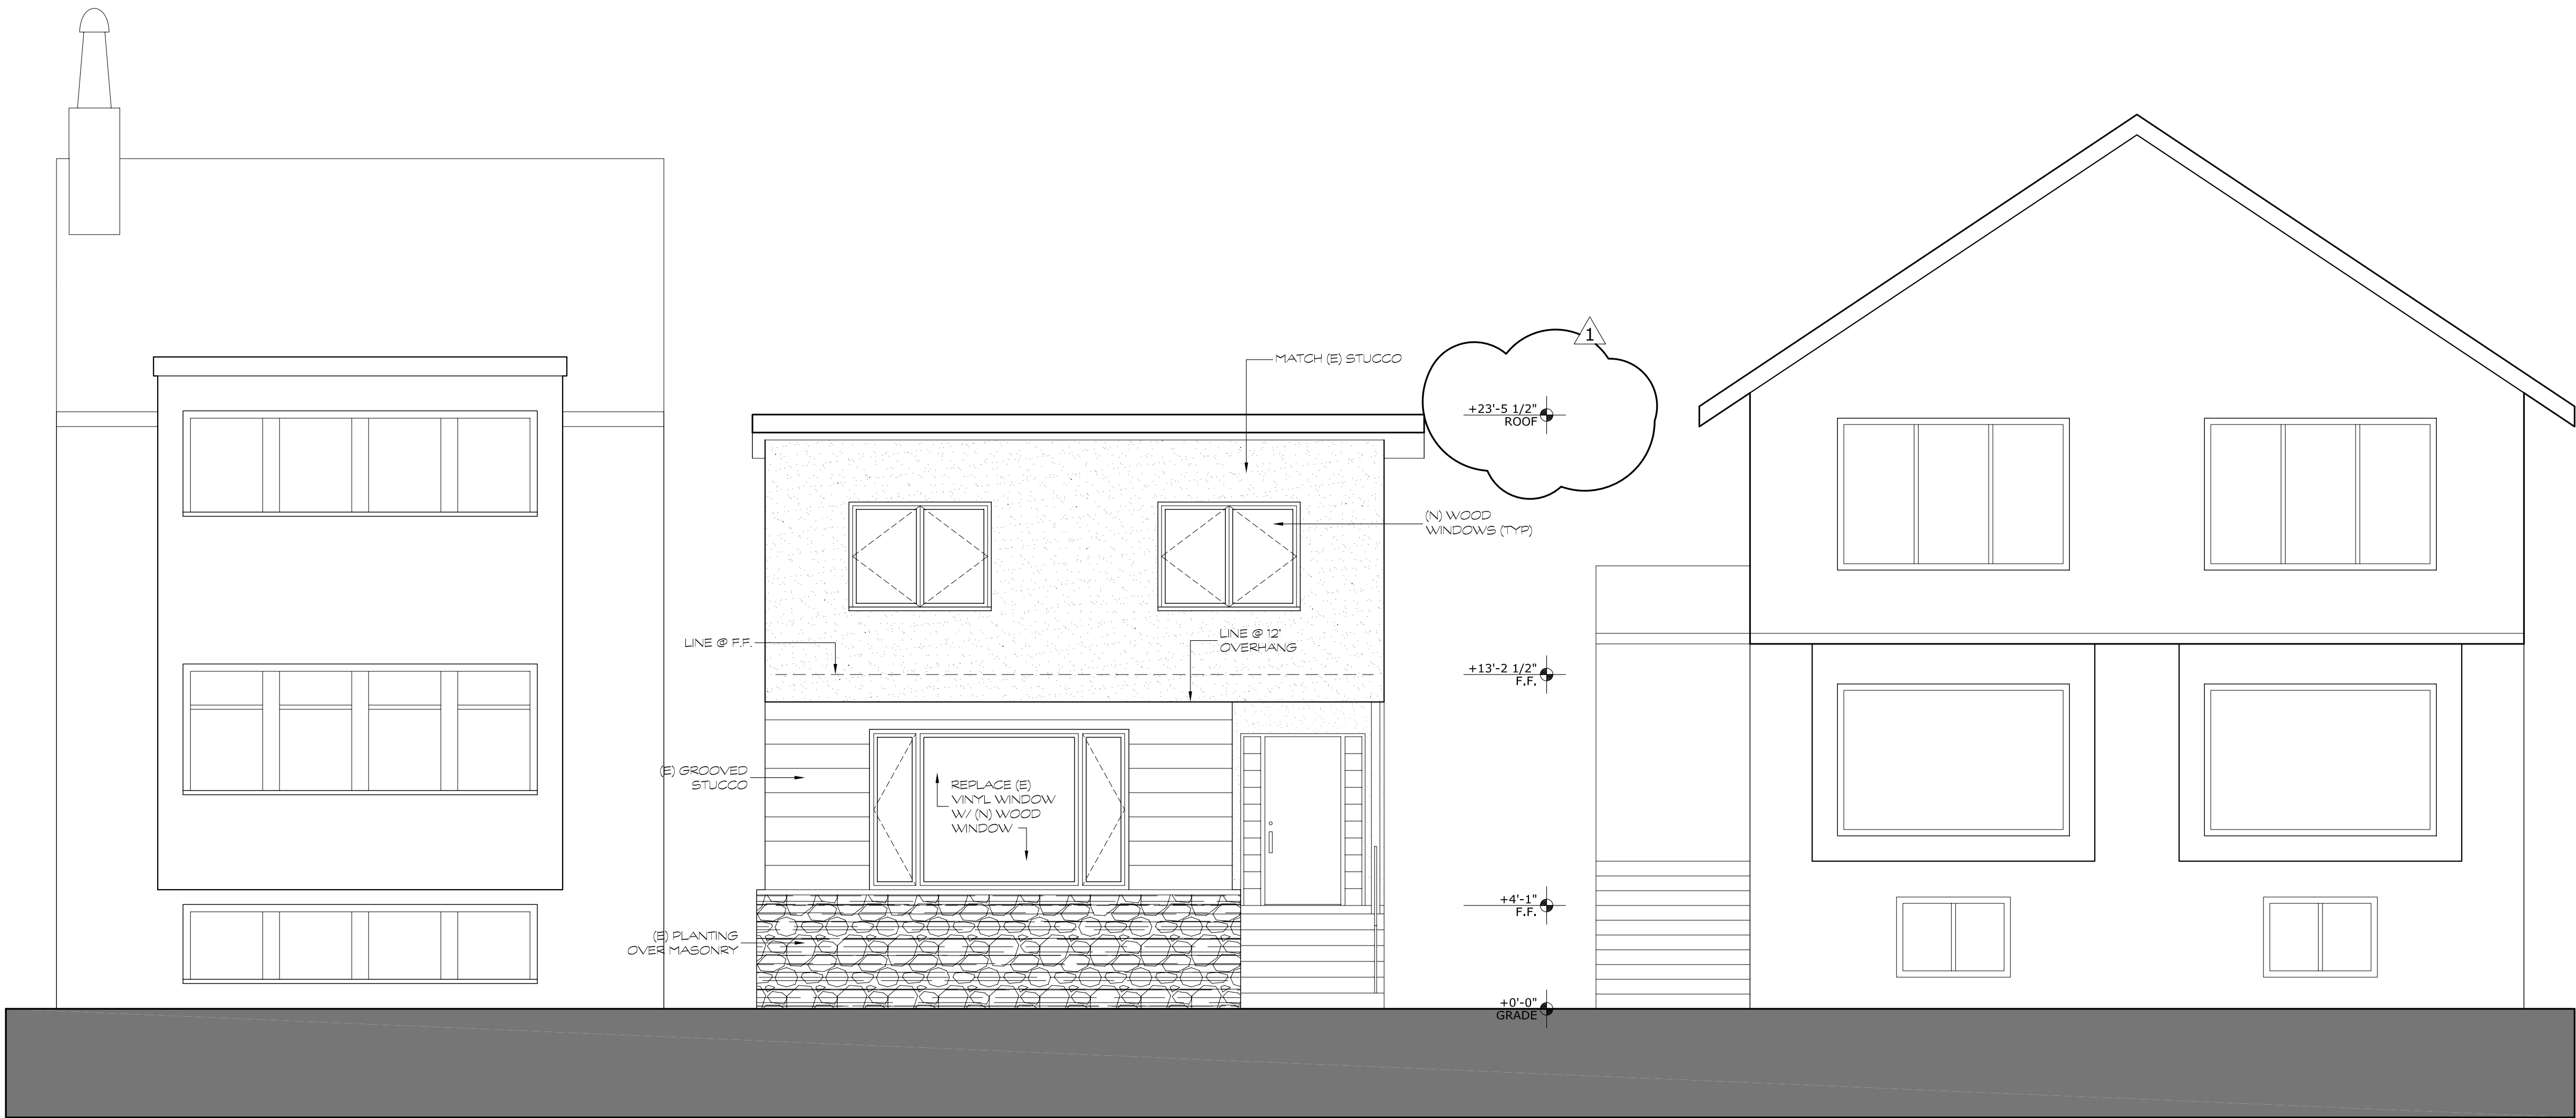 1
MATCH (E) STUCCO
+23'-5 1/2"
ROOF
(N) WOOD
WINDOWS (TYP)
LINE @ F.F.
LINE @ 12"
OVERHANG
+13'-2 1/2"
F.F.
(E) GROOVED
STUCCO
REPLACE (E)
VINYL WINDOW
W/ (N) WOOD
WINDOW
+4'-1"
F.F.
(E) PLANTING
OVER MASONRY
+0'-0"
GRADE